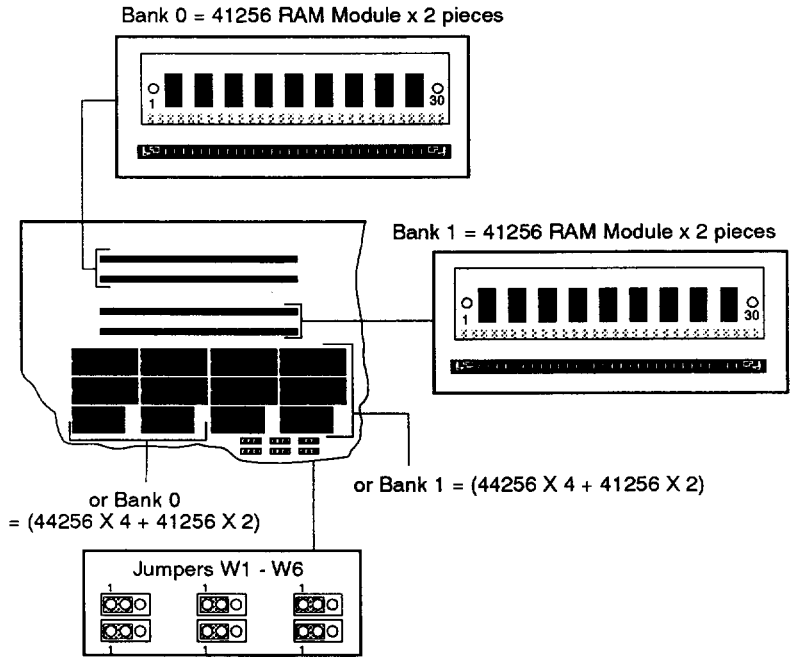 Bank 0 = 41256 RAM Module x 2 pieces
1
30
Bank 1 = 41256 RAM Module x 2 pieces
1
30
or Bank 1 = (44256 X 4 + 41256 X 2)
or Bank 0
= (44256 X 4 + 41256 X 2)
Jumpers W1 - W6
1 1 1
1 1 1